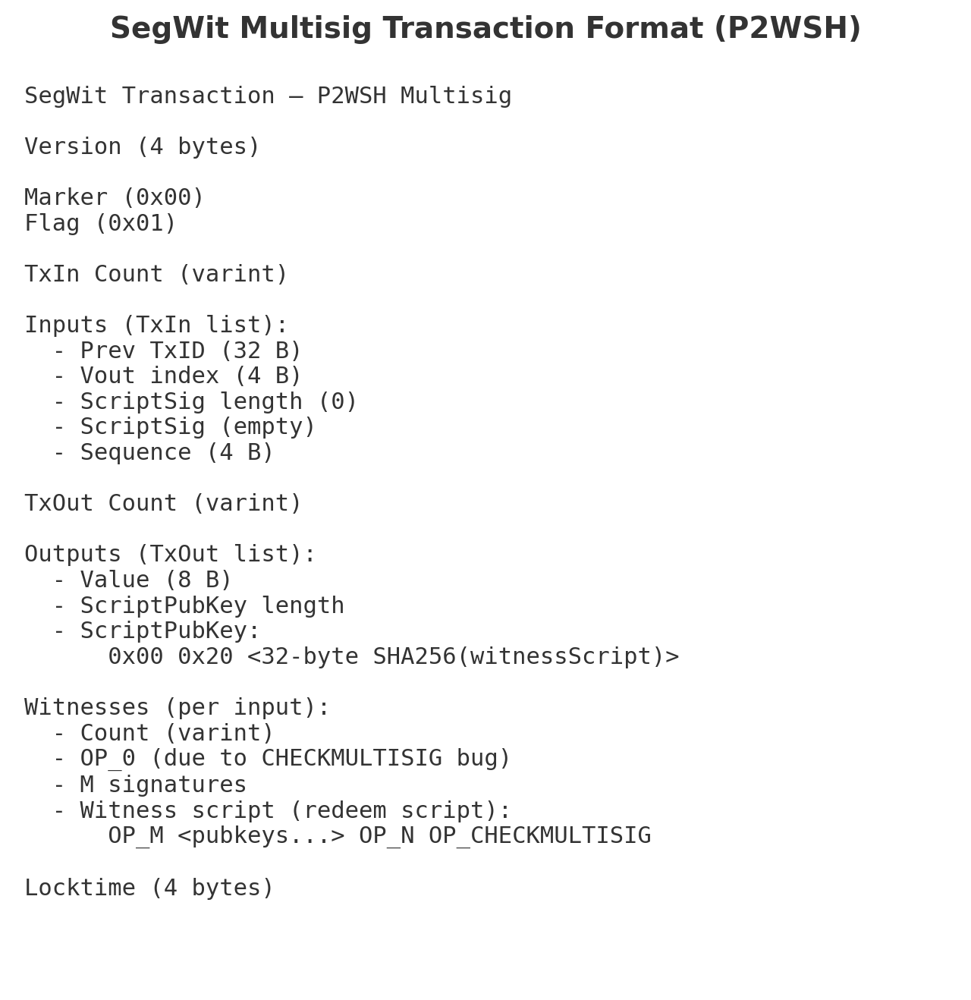 SegWit Multisig Transaction Format (P2WSH)
SegWit Transaction — P2WSH Multisig
Version (4 bytes)
Marker (0x00)
Flag (0x01)
TxIn Count (varint)
Inputs (TxIn list):
  - Prev TxID (32 B)
  - Vout index (4 B)
  - ScriptSig length (0)
  - ScriptSig (empty)
  - Sequence (4 B)
TxOut Count (varint)
Outputs (TxOut list):
  - Value (8 B)
  - ScriptPubKey length
  - ScriptPubKey:
      0x00 0x20 <32-byte SHA256(witnessScript)>
Witnesses (per input):
  - Count (varint)
  - OP_0 (due to CHECKMULTISIG bug)
  - M signatures
  - Witness script (redeem script):
      OP_M <pubkeys...> OP_N OP_CHECKMULTISIG
Locktime (4 bytes)